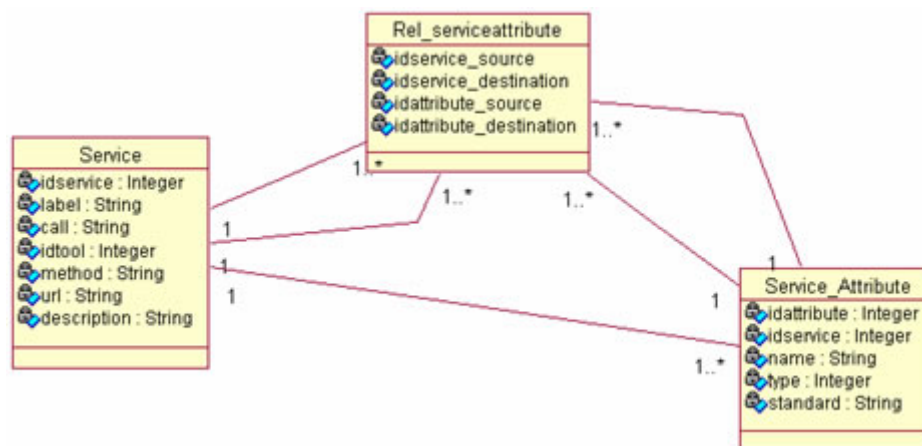 Rel_serviceattribute
idservice_source
idservice_destination
idattribute_source
idattribute_destination
1..*
1..*
1..*
1..*
Service
idservice : Integer
label : String
call : String
idtool : Integer
method : String
url : String
description : String
1
1
1
1..*
1
1
Service_Attribute
idattribute : Integer
idservice : Integer
name : String
type : Integer
standard : String